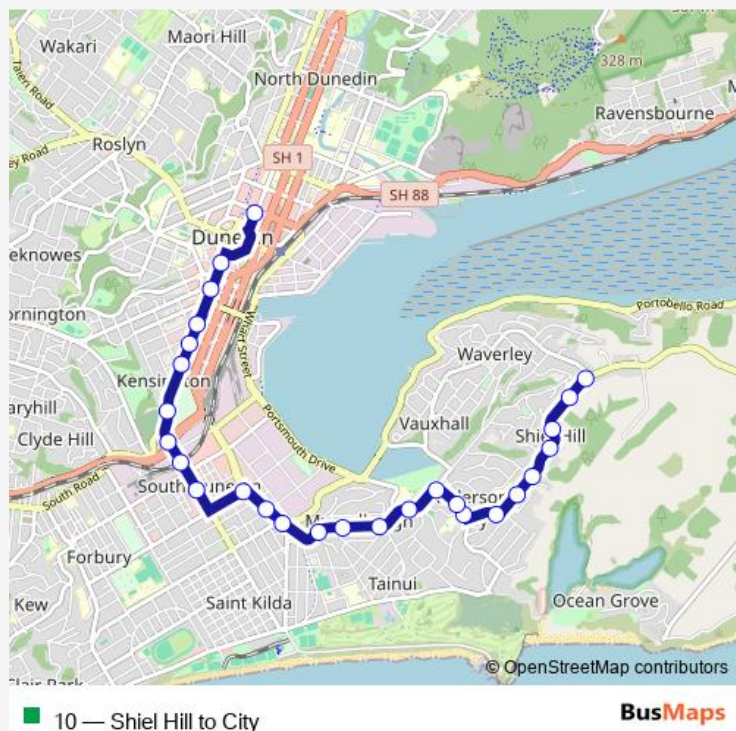 Wakari
Maori Hill
328 m
North Dunedin
Taieri Road
Ravensbourne
Roslyn
SH 1
SH 88
Road
Dunedin
Portobello Road
Waverley
Wharf street
Kensington
Portsmouth Drive
Vauxhall
Clyde Hill
Shiel Hill
South Road
South Dunedin
Forbury
Tainui
Kew
Saint Kilda
Ocean Grove
© OpenStreetMap contributors
10 — Shiel Hill to City
BusMaps